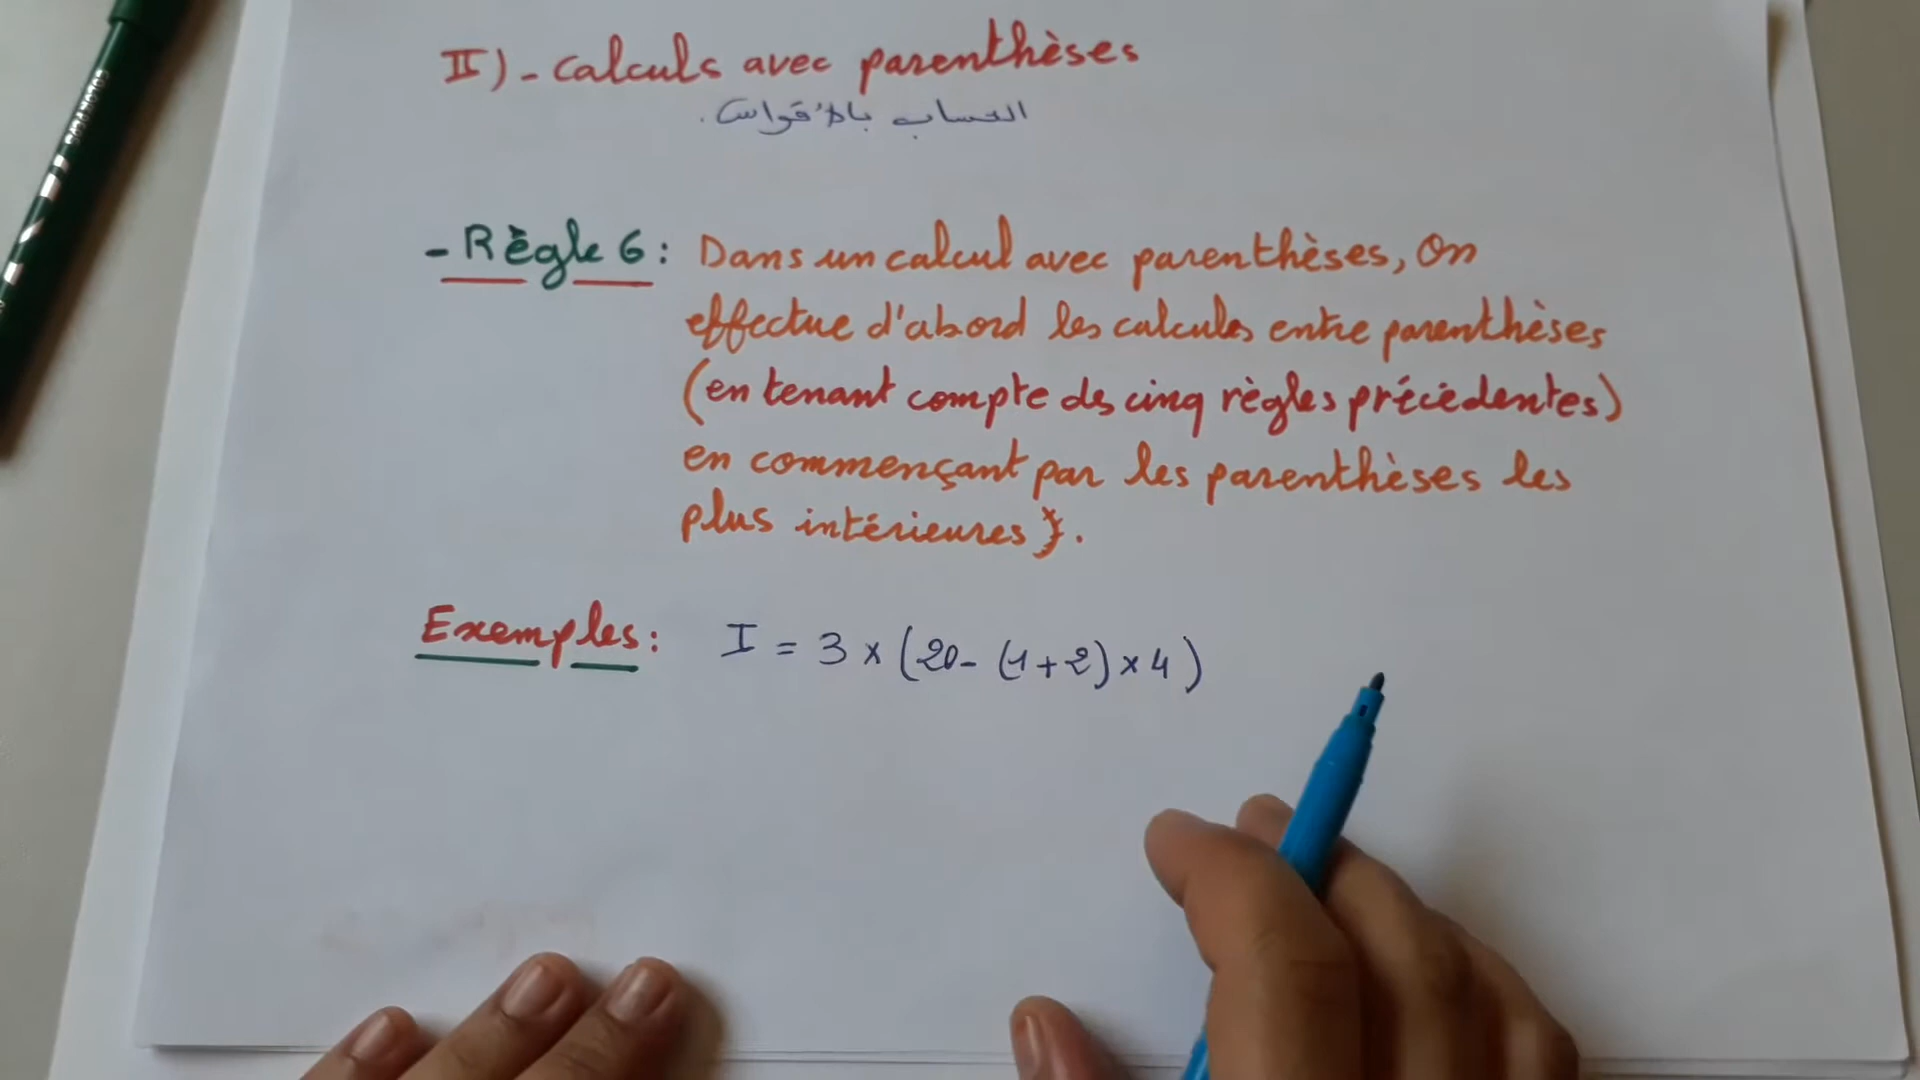 II) - Calculs avec parenthèses
الحساب بالأقواس.
- Règle 6 : Dans un calcul avec parenthèses, On
effectue d'abord les calculs entre parenthèses
(en tenant compte des cinq règles précédentes)
en commençant par les parenthèses les
plus intérieures).
Exemples : I = 3 × (20 - (1 + 2) × 4)